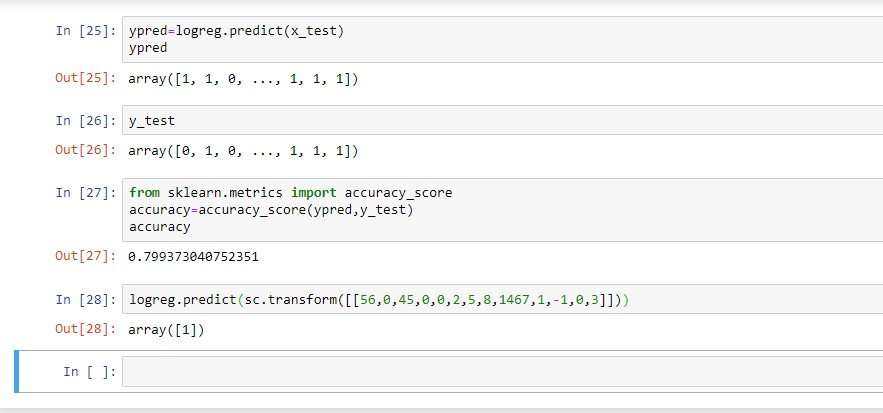 In [25]: ypred=logreg.predict(x_test)
ypred
Out[25]: array([1, 1, 0, ..., 1, 1, 1])
In [26]: y_test
Out[26]: array([0, 1, 0, ..., 1, 1, 1])
In [27]: from sklearn.metrics import accuracy_score
accuracy=accuracy_score(ypred,y_test)
accuracy
Out[27]: 0.799373040752351
In [28]: logreg.predict(sc.transform([[56,0,45,0,0,2,5,8,1467,1,-1,0,3]]))
Out[28]: array([1])
In [ ]: